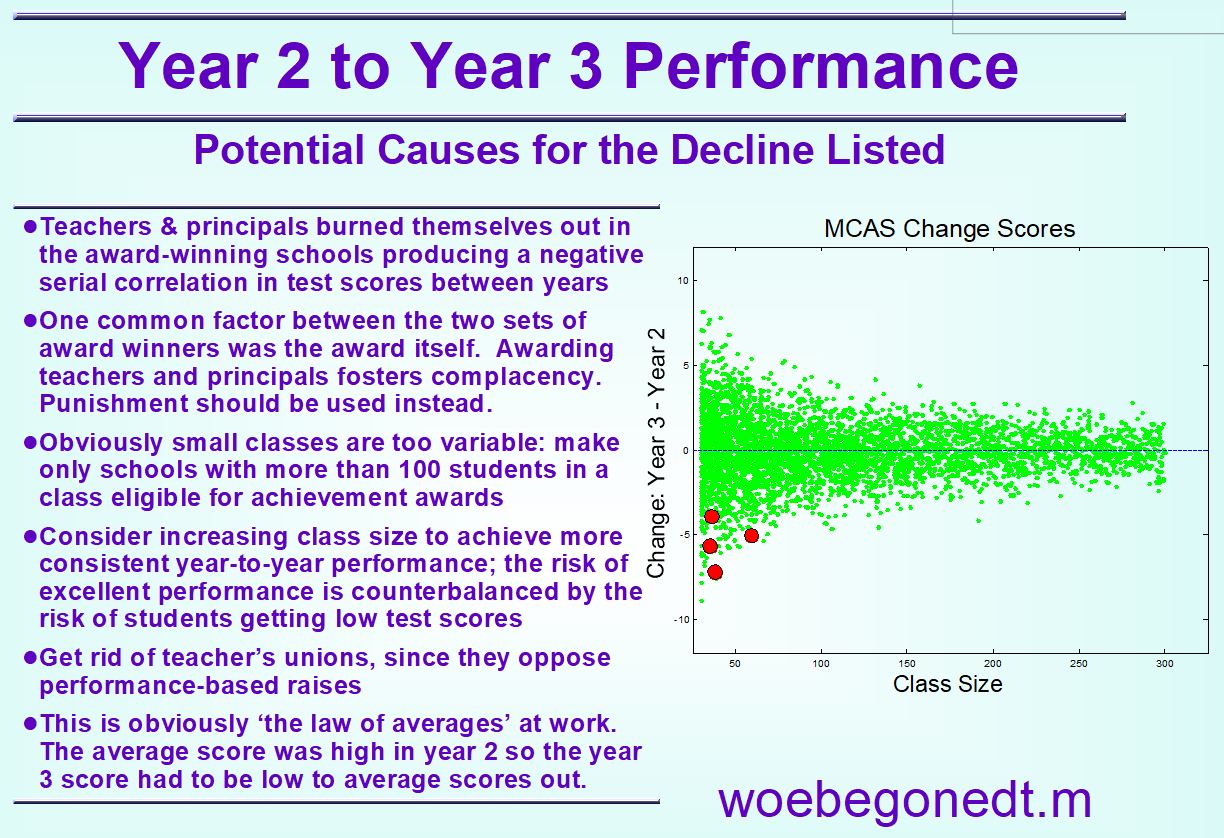 Year 2 to Year 3 Performance
Potential Causes for the Decline Listed
●Teachers & principals burned themselves out in
the award-winning schools producing a negative
serial correlation in test scores between years
●One common factor between the two sets of
award winners was the award itself.  Awarding
teachers and principals fosters complacency.
Punishment should be used instead.
●Obviously small classes are too variable: make
only schools with more than 100 students in a
class eligible for achievement awards
●Consider increasing class size to achieve more
consistent year-to-year performance; the risk of
excellent performance is counterbalanced by the
risk of students getting low test scores
●Get rid of teacher’s unions, since they oppose
performance-based raises
●This is obviously ‘the law of averages’ at work.
The average score was high in year 2 so the year
3 score had to be low to average scores out.
MCAS Change Scores
Change: Year 3 - Year 2
10
5
0
-5
-10
50 100 150 200 250 300
Class Size
woebegonedt.m